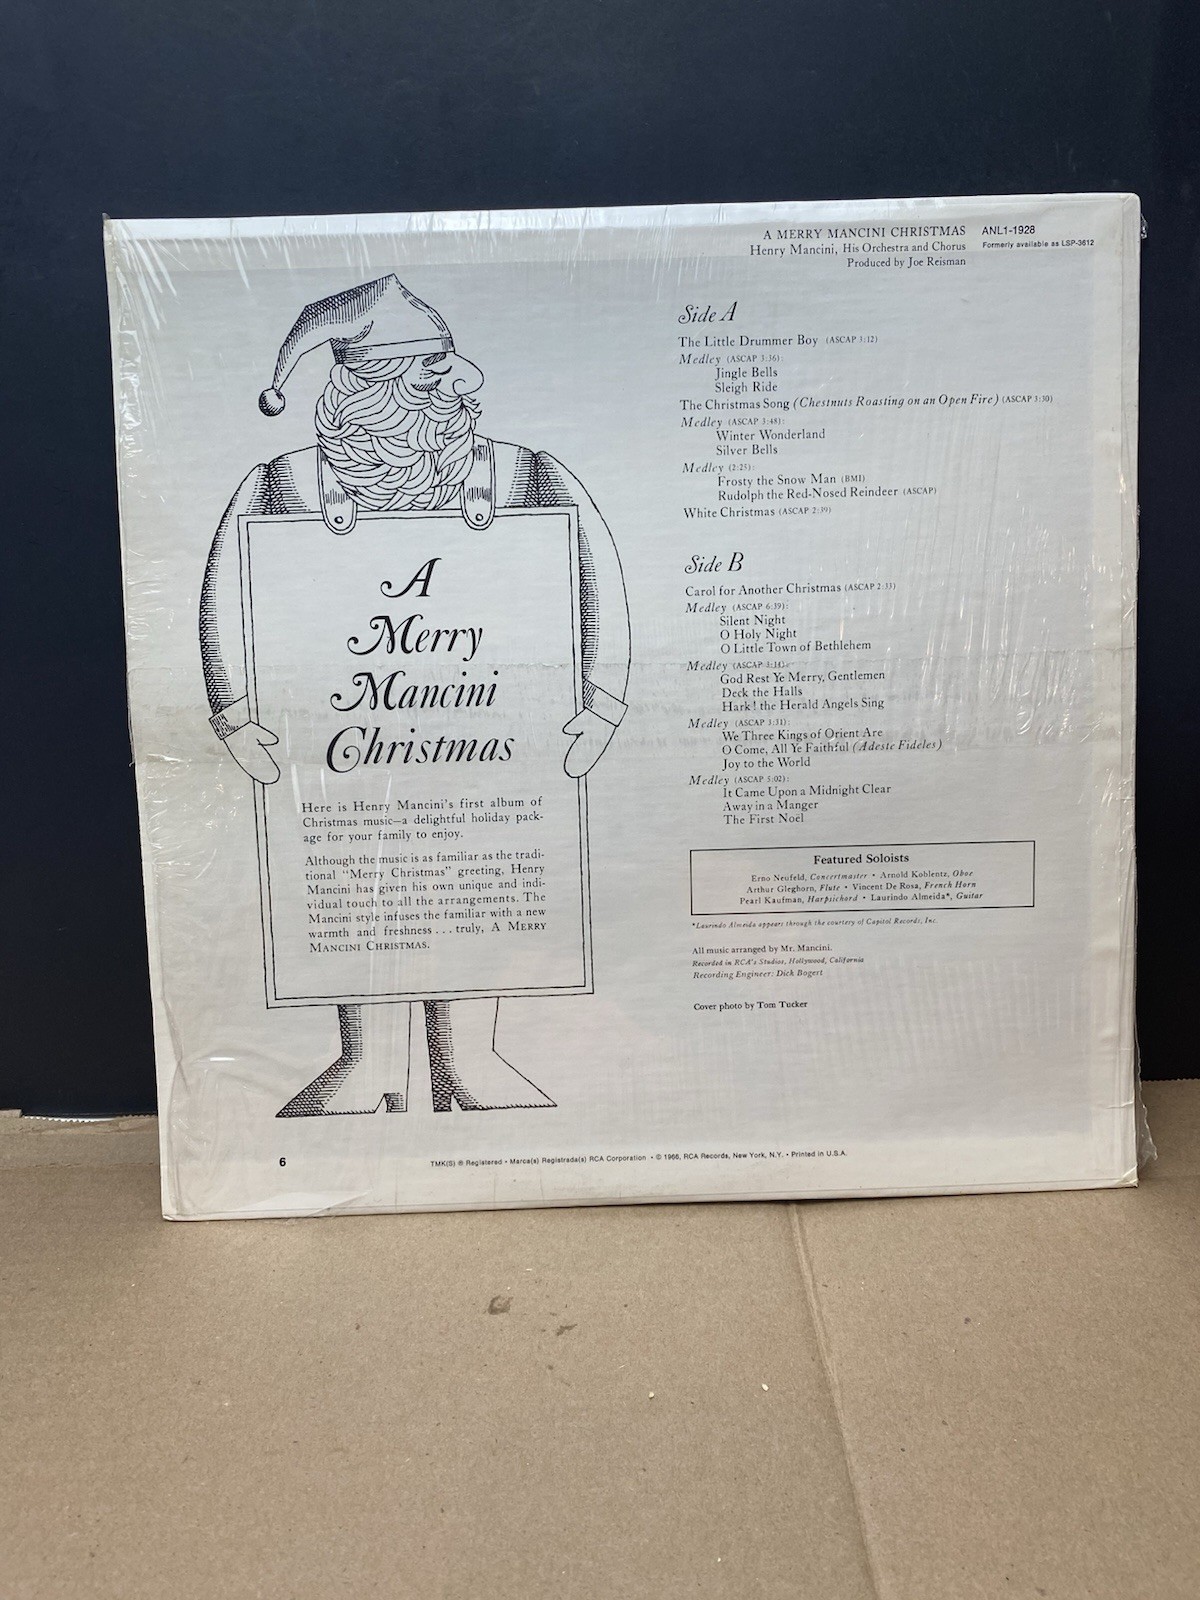 A MERRY MANCINI CHRISTMAS ANL1-1928
Henry Mancini, His Orchestra and Chorus Formerly available as LSP-3612
Produced by Joe Reisman
A
Merry
Mancini
Christmas
Here is Henry Mancini's first album of
Christmas music—a delightful holiday pack-
age for your family to enjoy.
Although the music is as familiar as the tradi-
tional "Merry Christmas" greeting, Henry
Mancini has given his own unique and indi-
vidual touch to all the arrangements. The
Mancini style infuses the familiar with a new
warmth and freshness . . . truly, A MERRY
MANCINI CHRISTMAS.
Side A
The Little Drummer Boy (ASCAP 3:12)
Medley (ASCAP 3:36):
Jingle Bells
Sleigh Ride
The Christmas Song (Chestnuts Roasting on an Open Fire) (ASCAP 3:30)
Medley (ASCAP 3:48):
Winter Wonderland
Silver Bells
Medley (2:25):
Frosty the Snow Man (BMI)
Rudolph the Red-Nosed Reindeer (ASCAP)
White Christmas (ASCAP 2:39)
Side B
Carol for Another Christmas (ASCAP 2:33)
Medley (ASCAP 6:39):
Silent Night
O Holy Night
O Little Town of Bethlehem
Medley (ASCAP 3:14):
God Rest Ye Merry, Gentlemen
Deck the Halls
Hark! the Herald Angels Sing
Medley (ASCAP 3:31):
We Three Kings of Orient Are
O Come, All Ye Faithful (Adeste Fideles)
Joy to the World
Medley (ASCAP 5:02):
It Came Upon a Midnight Clear
Away in a Manger
The First Noël
Featured Soloists
Erno Neufeld, Concertmaster • Arnold Koblentz, Oboe
Arthur Gleghorn, Flute • Vincent De Rosa, French Horn
Pearl Kaufman, Harpsichord • Laurindo Almeida*, Guitar
*Laurindo Almeida appears through the courtesy of Capitol Records, Inc.
All music arranged by Mr. Mancini.
Recorded in RCA's Studios, Hollywood, California
Recording Engineer: Dick Bogert
Cover photo by Tom Tucker
6
TMK(S) ® Registered • Marca(s) Registrada(s) RCA Corporation • © 1966, RCA Records, New York, N.Y. • Printed in U.S.A.